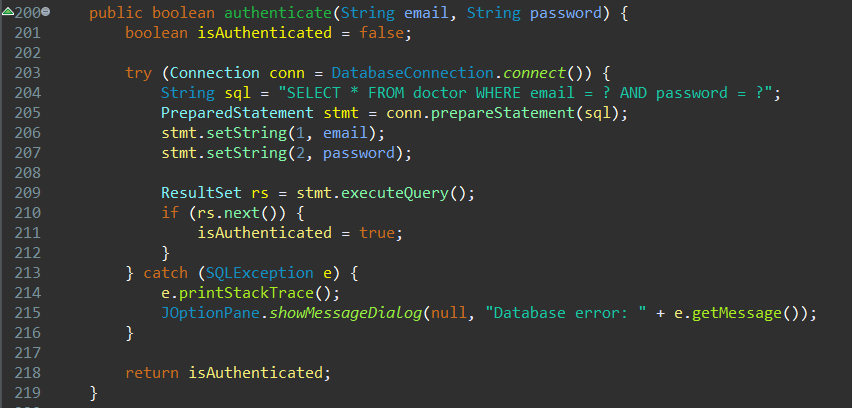 200 public boolean authenticate(String email, String password) {
201 boolean isAuthenticated = false;
202
203 try (Connection conn = DatabaseConnection.connect()) {
204 String sql = "SELECT * FROM doctor WHERE email = ? AND password = ?";
205 PreparedStatement stmt = conn.prepareStatement(sql);
206 stmt.setString(1, email);
207 stmt.setString(2, password);
208
209 ResultSet rs = stmt.executeQuery();
210 if (rs.next()) {
211 isAuthenticated = true;
212 }
213 } catch (SQLException e) {
214 e.printStackTrace();
215 JOptionPane.showMessageDialog(null, "Database error: " + e.getMessage());
216 }
217
218 return isAuthenticated;
219 }